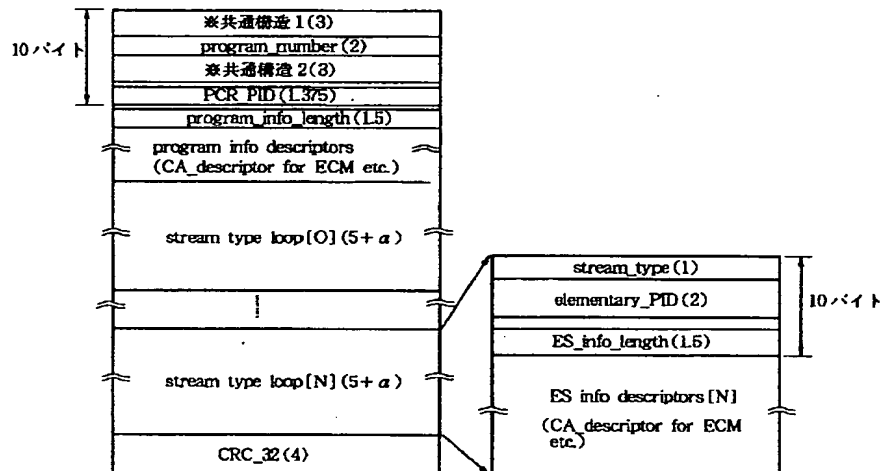 ※共通構造1(3)
10バイト
program_number(2)
※共通構造2(3)
PCR_PID(1.375)
program_info_length(1.5)
program info descriptors
(CA_descriptor for ECM etc.)
stream type loop[0](5+α)
stream type loop[N](5+α)
CRC_32(4)
stream_type(1)
elementary_PID(2)
10バイト
ES_info_length(1.5)
ES info descriptors[N]
(CA_descriptor for ECM
etc.)